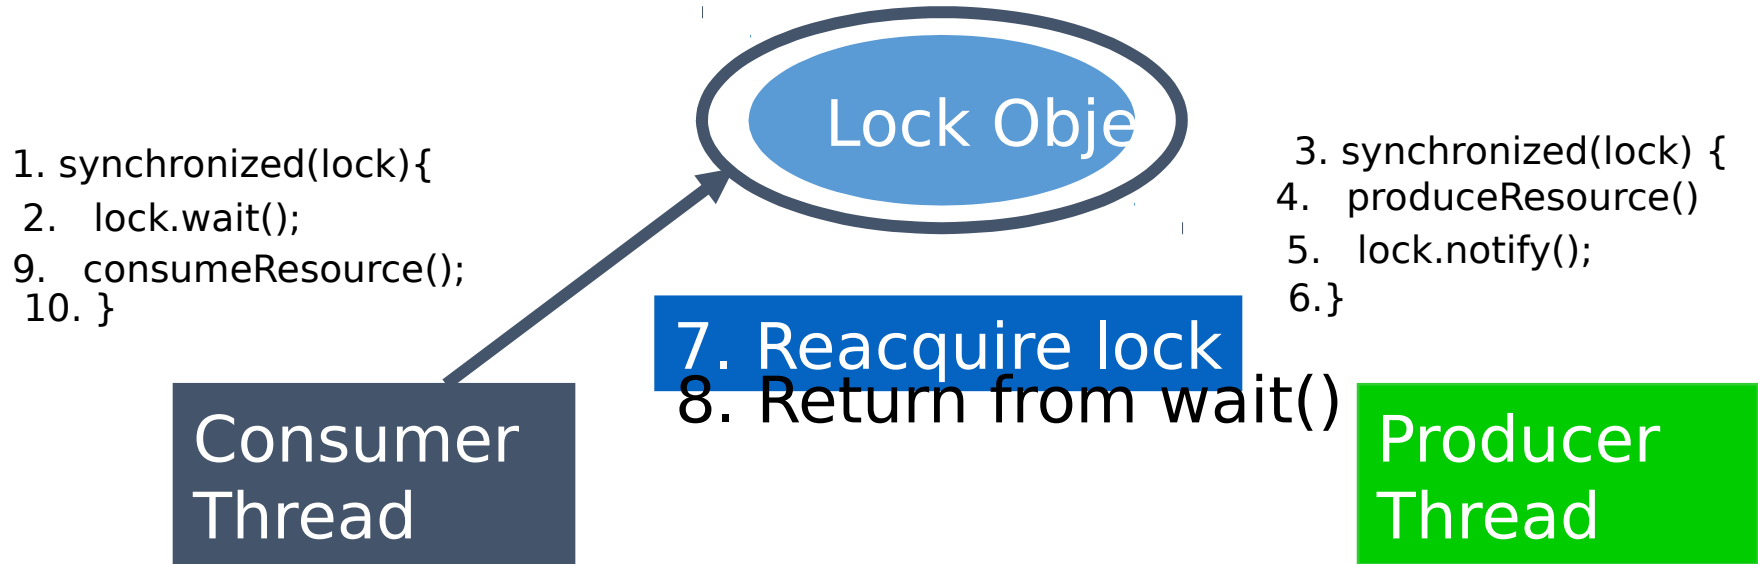 Lock Obje
1. synchronized(lock){
2. lock.wait();
9. consumeResource();
10. }
3. synchronized(lock) {
4. produceResource()
5. lock.notify();
6.}
7. Reacquire lock
8. Return from wait()
Consumer
Thread
Producer
Thread